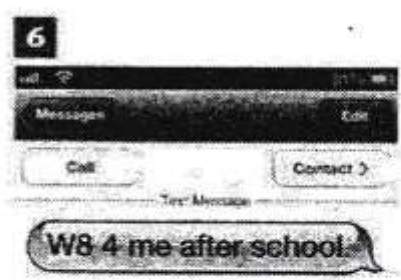 6
Messages Edit
Call Contact >
Text Message
W8 4 me after school.